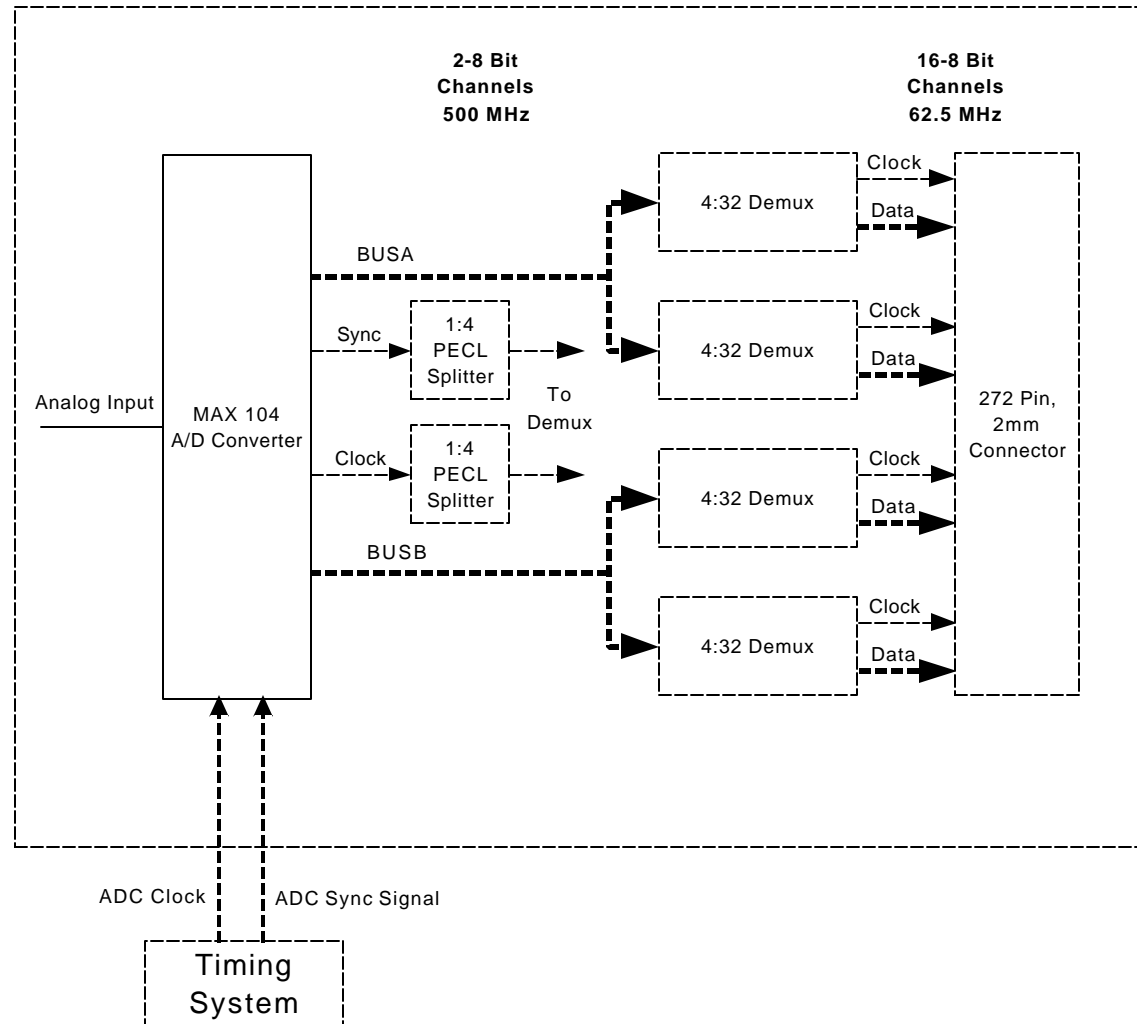 2-8 Bit
Channels
500 MHz
16-8 Bit
Channels
62.5 MHz
Clock
4:32 Demux
Data
BUSA
Sync
1:4
PECL
Splitter
Clock
4:32 Demux
Data
To
Demux
Analog Input
MAX 104
A/D Converter
272 Pin,
2mm
Connector
Clock
1:4
PECL
Splitter
Clock
4:32 Demux
Data
BUSB
Clock
4:32 Demux
Data
ADC Clock
ADC Sync Signal
Timing
System